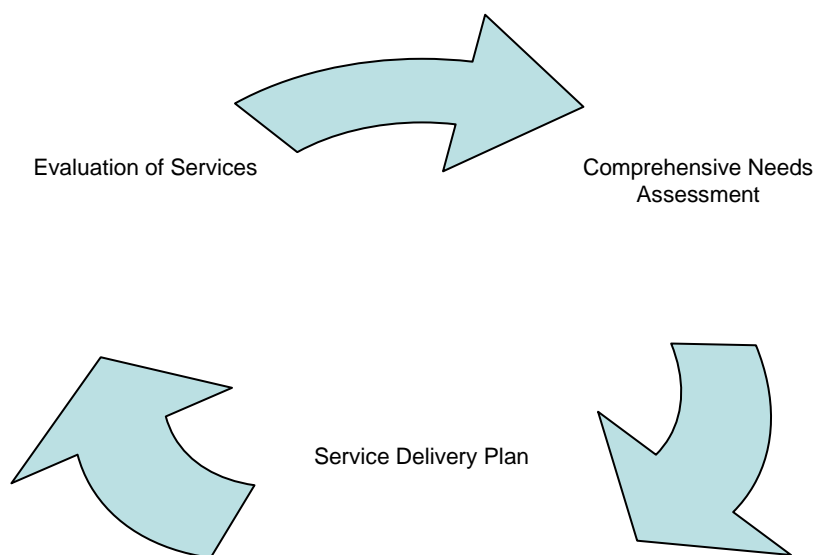 Evaluation of Services
Comprehensive Needs
Assessment
Service Delivery Plan